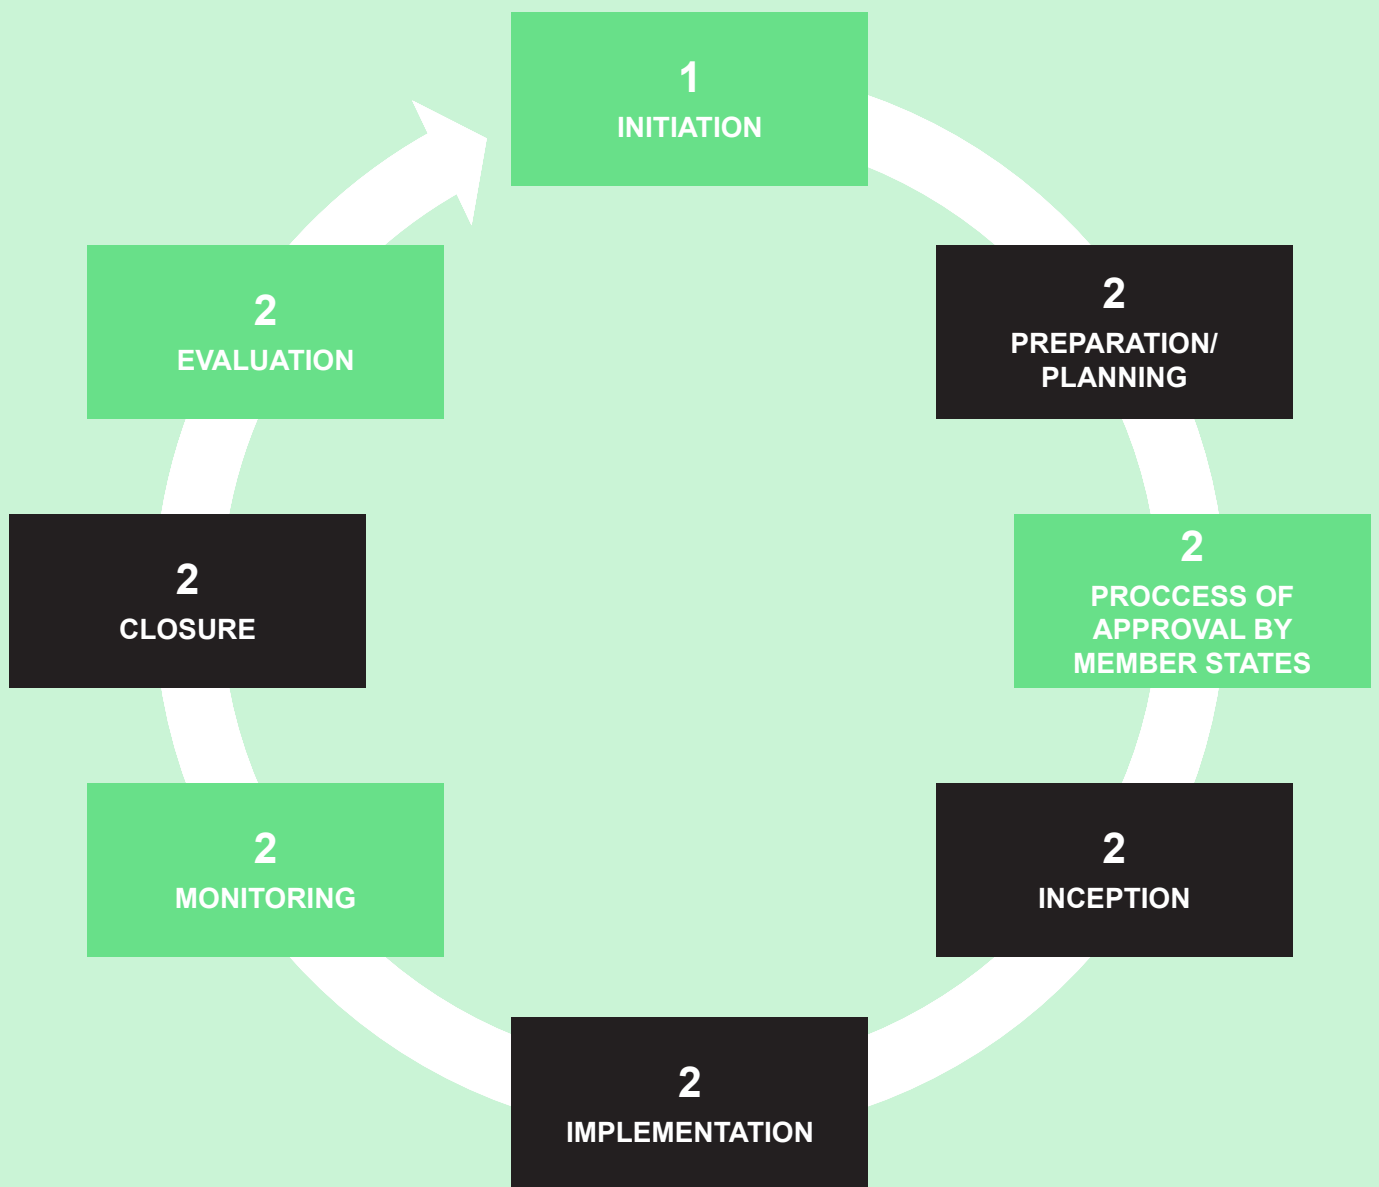 1
INITIATION
2
PREPARATION/
PLANNING
2
PROCCESS OF
APPROVAL BY
MEMBER STATES
2
INCEPTION
2
IMPLEMENTATION
2
MONITORING
2
CLOSURE
2
EVALUATION